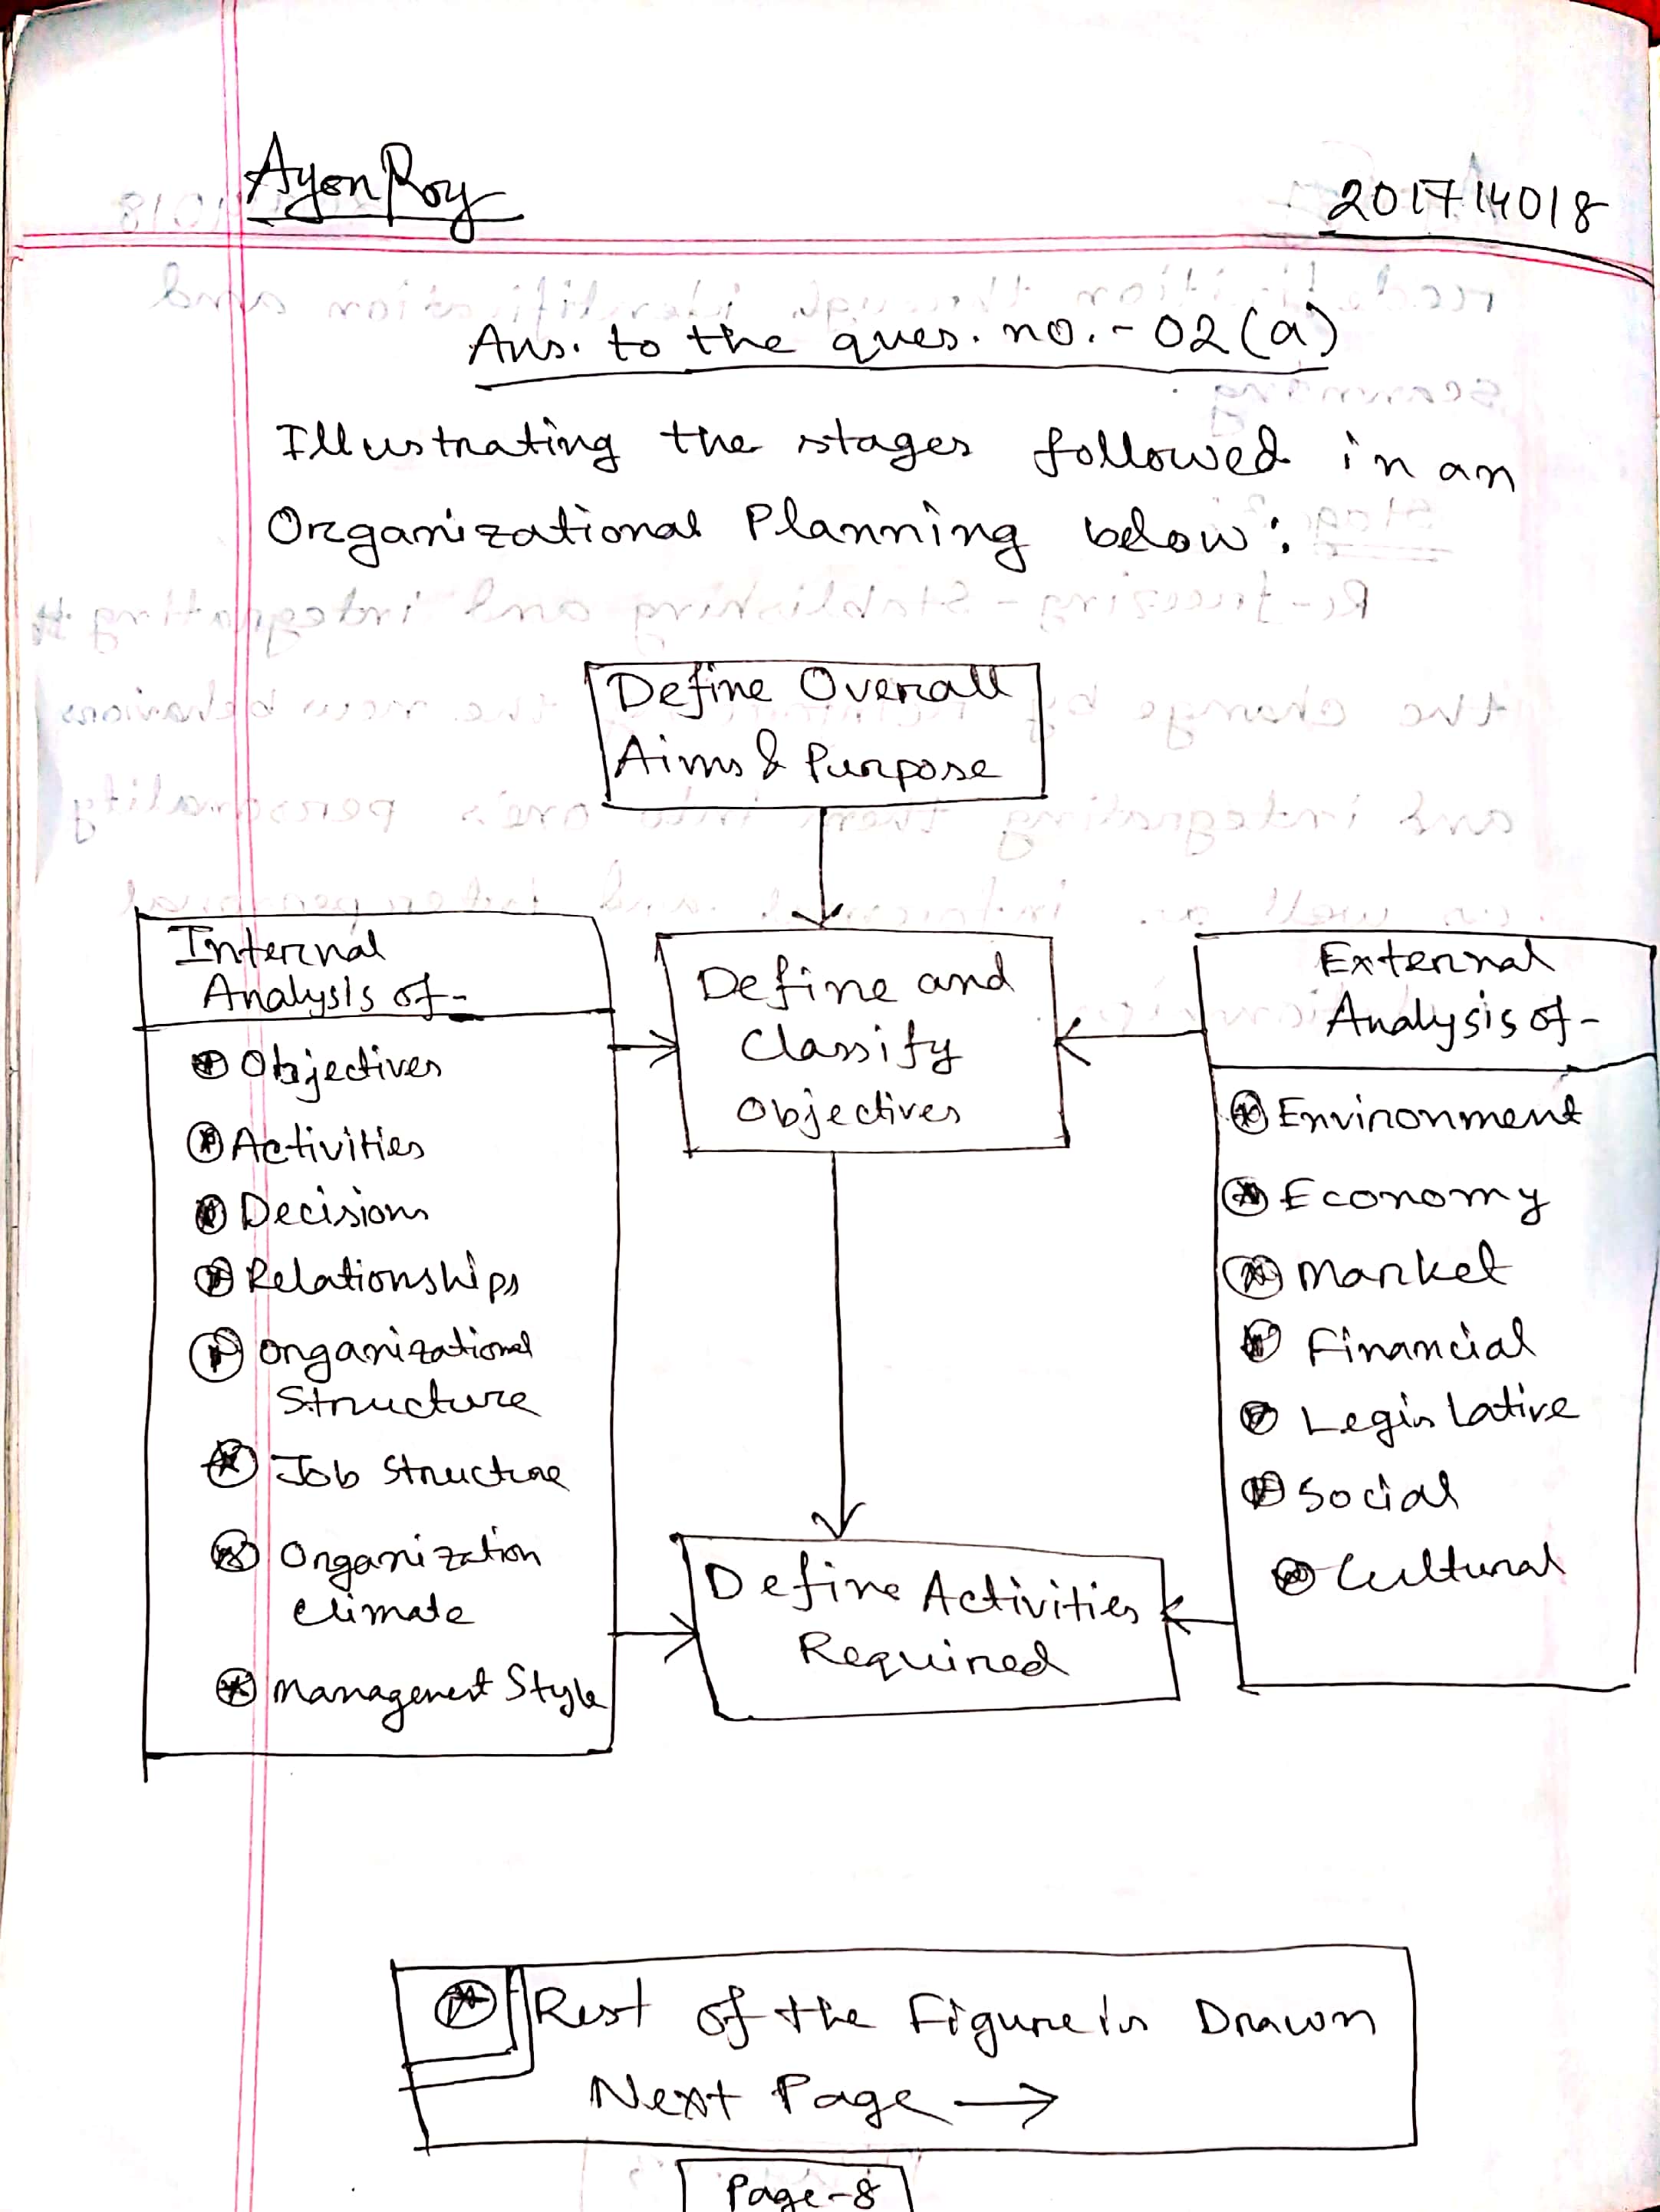 Ayon Roy
201714018
Ans. to the ques. no.- 02 (a)
Illustrating the stages followed in an
Organizational Planning below:
Define Overall
Aims & Purpose
Internal
Analysis of-
Objectives
Activities
Decisions
Relationships
Organizational
Structure
Job Structure
Organization
Climate
Management Style
Define and
Classify
Objectives
External
Analysis of-
Environment
Economy
Market
Financial
Legislative
Social
Cultural
Define Activities
Required
Rest of the Figure is Drawn
Next Page →
Page-8